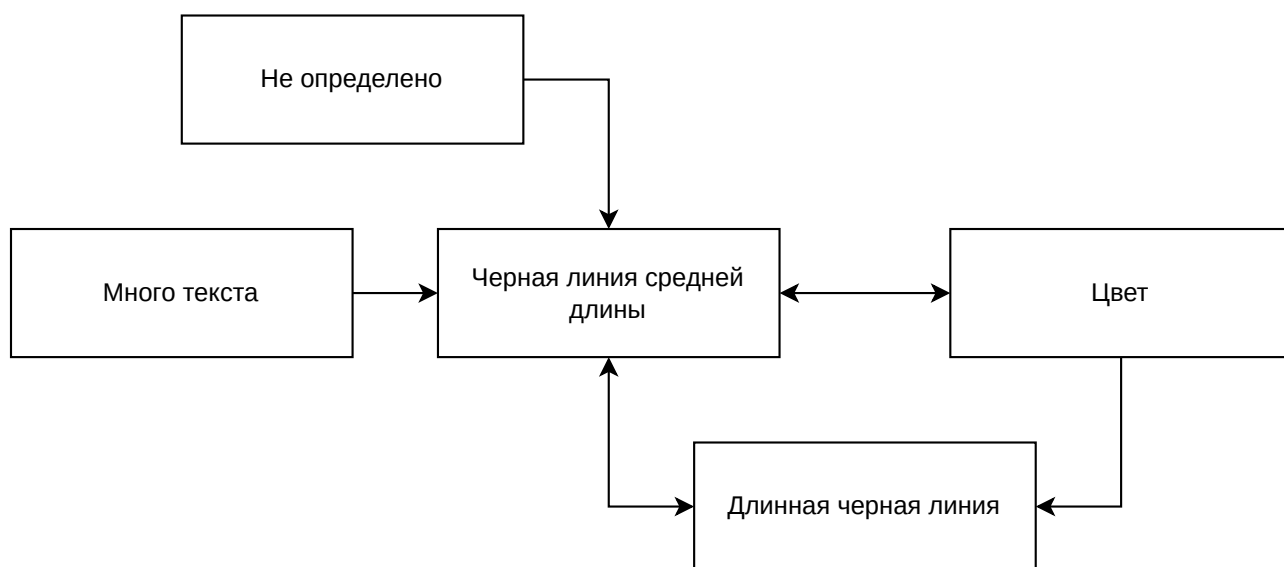 Не определено
Много текста
Черная линия средней
длины
Цвет
Длинная черная линия